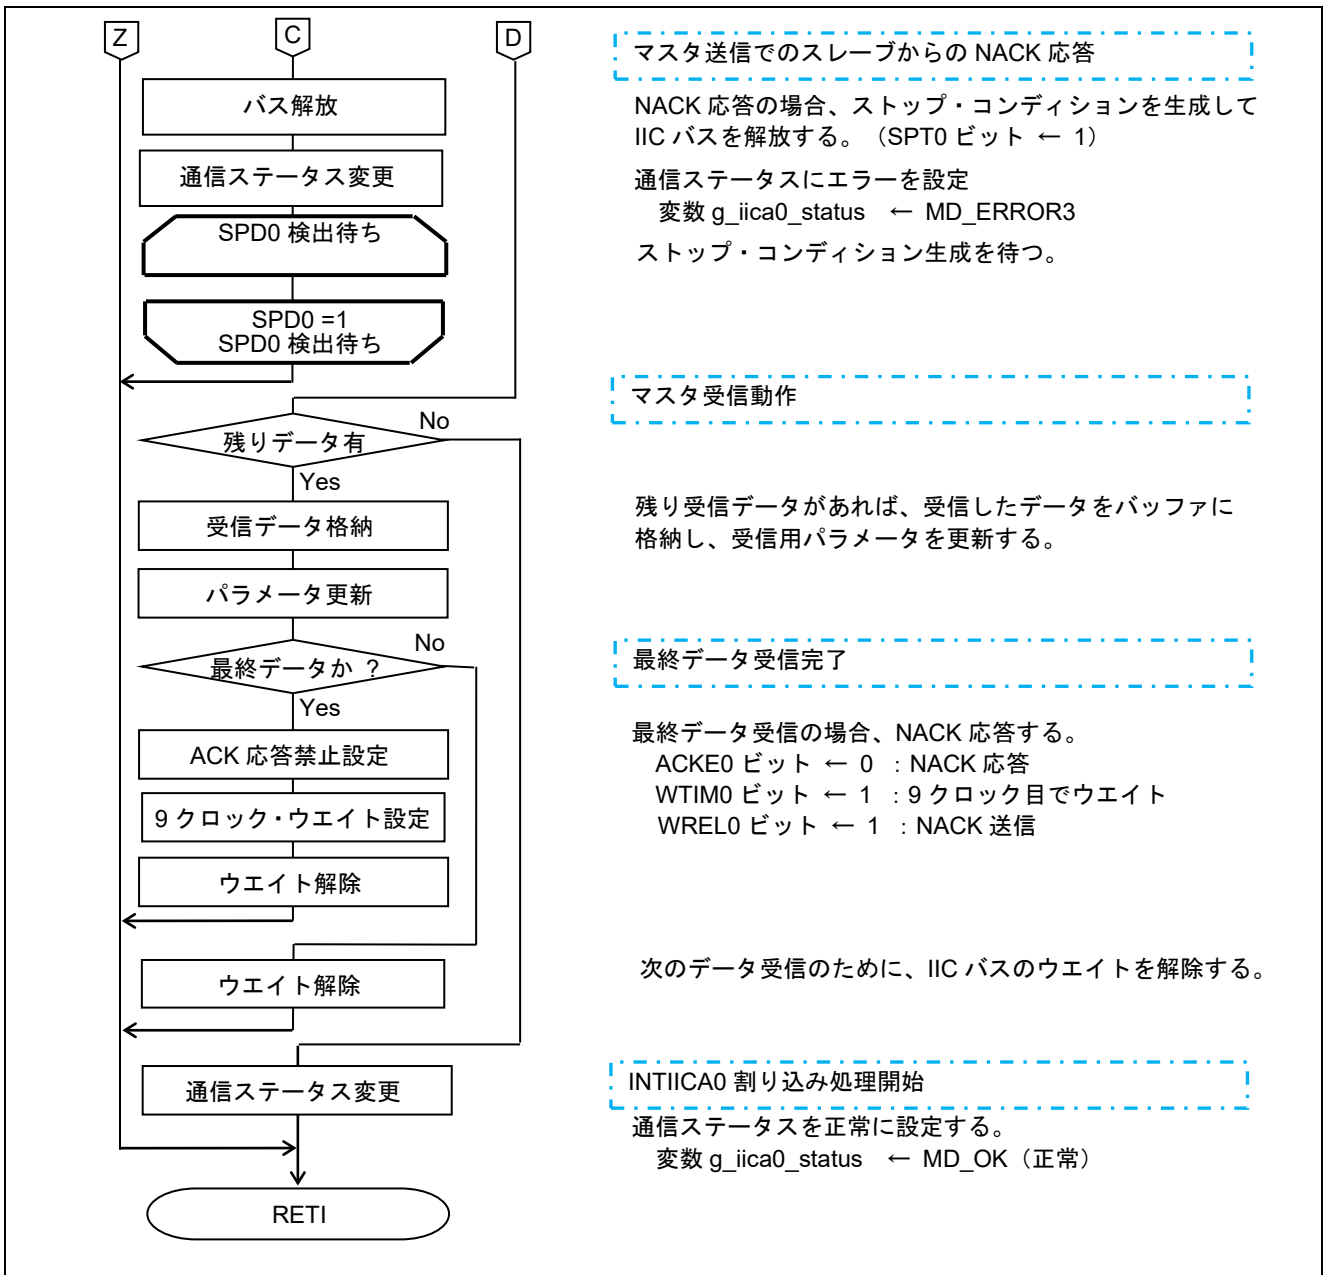 Z
C
D
バス解放
通信ステータス変更
SPD0 検出待ち
SPD0 =1
SPD0 検出待ち
残りデータ有
No
Yes
受信データ格納
パラメータ更新
最終データか ?
No
Yes
ACK 応答禁止設定
9 クロック・ウエイト設定
ウエイト解除
ウエイト解除
通信ステータス変更
RETI
マスタ送信でのスレーブからの NACK 応答
NACK 応答の場合、ストップ・コンディションを生成して
IIC バスを解放する。（SPT0 ビット ← 1）
通信ステータスにエラーを設定
変数 g_iica0_status ← MD_ERROR3
ストップ・コンディション生成を待つ。
マスタ受信動作
残り受信データがあれば、受信したデータをバッファに
格納し、受信用パラメータを更新する。
最終データ受信完了
最終データ受信の場合、NACK 応答する。
ACKE0 ビット ← 0 ：NACK 応答
WTIM0 ビット ← 1 ：9 クロック目でウエイト
WREL0 ビット ← 1 ：NACK 送信
次のデータ受信のために、IIC バスのウエイトを解除する。
INTIICA0 割り込み処理開始
通信ステータスを正常に設定する。
変数 g_iica0_status ← MD_OK（正常）